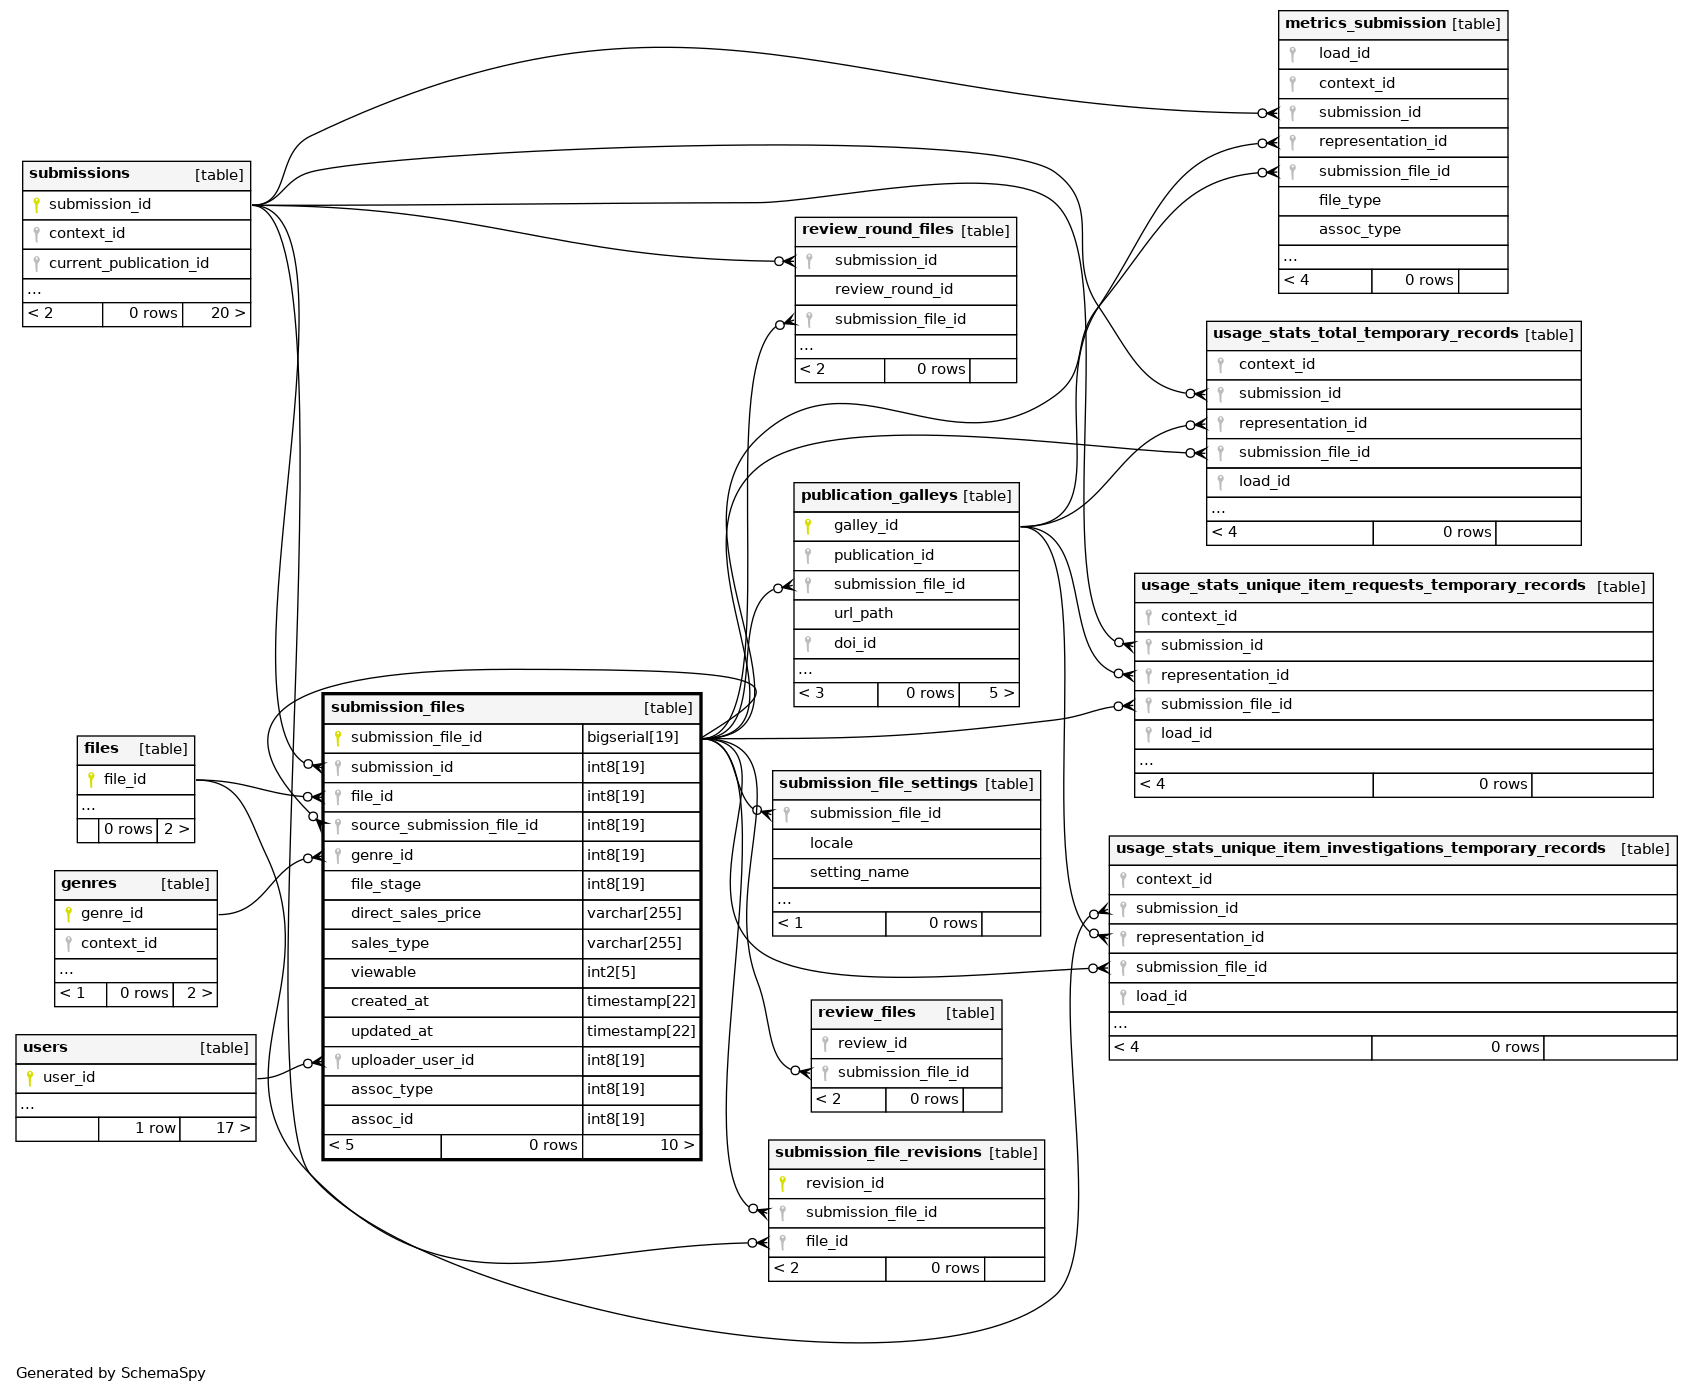 metrics_submission [table]
load_id
context_id
submission_id
representation_id
submission_file_id
file_type
assoc_type
...
< 4 0 rows
submissions [table]
submission_id
context_id
current_publication_id
...
< 2 0 rows 20 >
review_round_files [table]
submission_id
review_round_id
submission_file_id
...
< 2 0 rows
usage_stats_total_temporary_records [table]
context_id
submission_id
representation_id
submission_file_id
load_id
...
< 4 0 rows
publication_galleys [table]
galley_id
publication_id
submission_file_id
url_path
doi_id
...
< 3 0 rows 5 >
usage_stats_unique_item_requests_temporary_records [table]
context_id
submission_id
representation_id
submission_file_id
load_id
...
< 4 0 rows
submission_files [table]
submission_file_id bigserial[19]
submission_id int8[19]
file_id int8[19]
source_submission_file_id int8[19]
genre_id int8[19]
file_stage int8[19]
direct_sales_price varchar[255]
sales_type varchar[255]
viewable int2[5]
created_at timestamp[22]
updated_at timestamp[22]
uploader_user_id int8[19]
assoc_type int8[19]
assoc_id int8[19]
< 5 0 rows 10 >
files [table]
file_id
...
0 rows 2 >
genres [table]
genre_id
context_id
...
< 1 0 rows 2 >
users [table]
user_id
...
1 row 17 >
submission_file_settings [table]
submission_file_id
locale
setting_name
...
< 1 0 rows
usage_stats_unique_item_investigations_temporary_records [table]
context_id
submission_id
representation_id
submission_file_id
load_id
...
< 4 0 rows
review_files [table]
review_id
submission_file_id
< 2 0 rows
submission_file_revisions [table]
revision_id
submission_file_id
file_id
< 2 0 rows
Generated by SchemaSpy